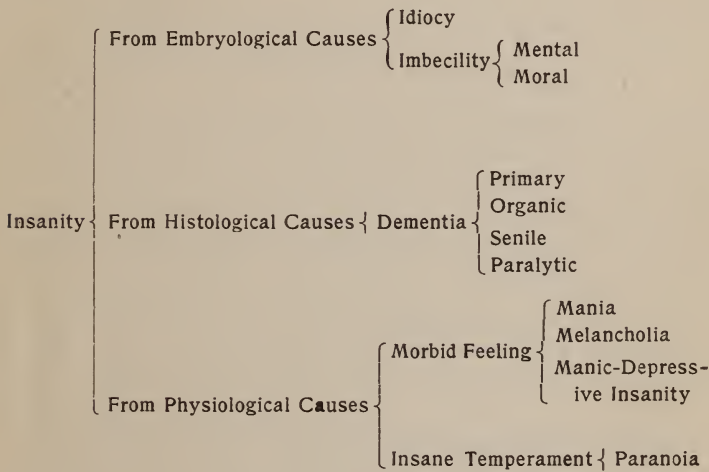 Idiocy
From Embryological Causes
Imbecility
Mental
Moral
Primary
Organic
Insanity
From Histological Causes
Dementia
Senile
Paralytic
Mania
Melancholia
Morbid Feeling
Manic-Depress-
ive Insanity
From Physiological Causes
Insane Temperament
Paranoia